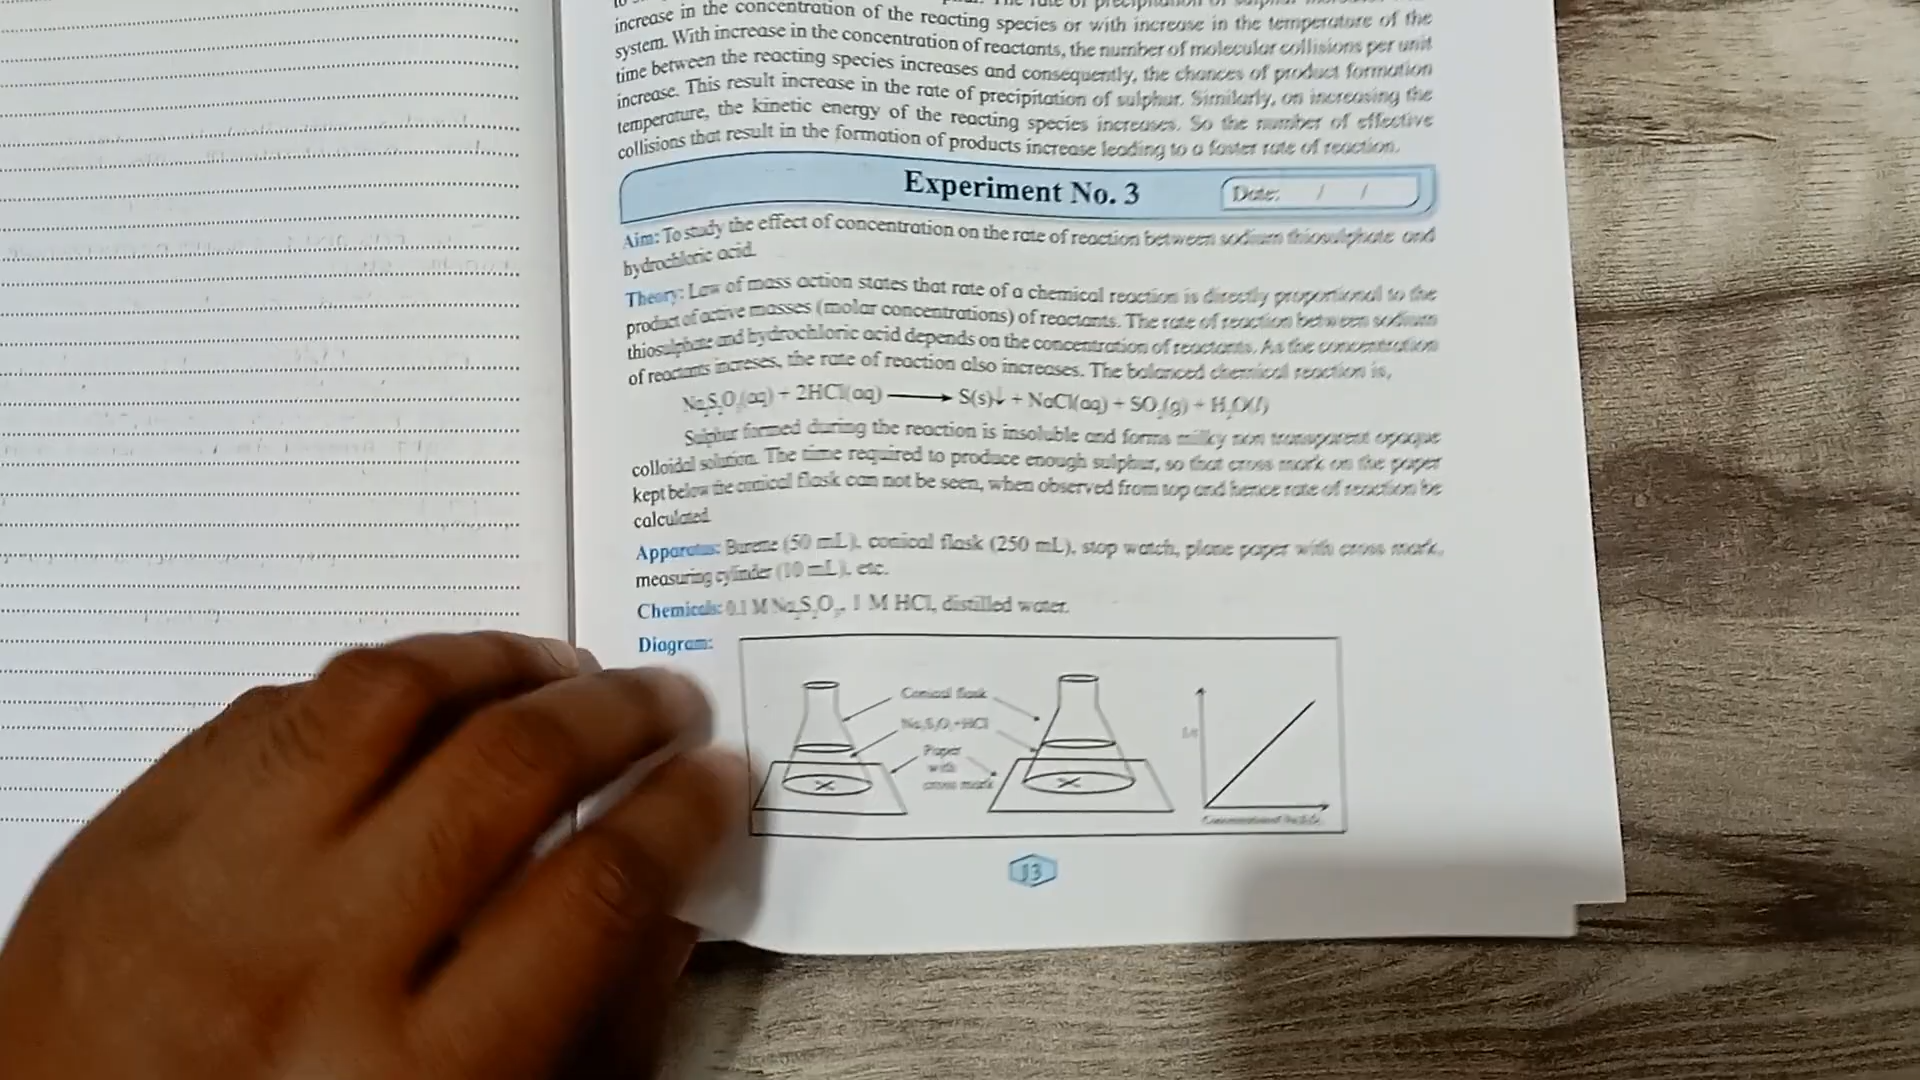 increase in the concentration of the reacting species or with increase in the temperature of the
system. With increase in the concentration of reactants, the number of molecular collisions per unit
time between the reacting species increases and consequently, the chances of product formation
increase. This result increase in the rate of precipitation of sulphur. Similarly, on increasing the
temperature, the kinetic energy of the reacting species increases. So the number of effective
collisions that result in the formation of products increase leading to a faster rate of reaction.
Experiment No. 3
Date: / /
Aim: To study the effect of concentration on the rate of reaction between sodium thiosulphate and
hydrochloric acid.
Theory: Law of mass action states that rate of a chemical reaction is directly proportional to the
product of active masses (molar concentrations) of reactants. The rate of reaction between sodium
thiosulphate and hydrochloric acid depends on the concentration of reactants. As the concentration
of reactants increses, the rate of reaction also increases. The balanced chemical reaction is,
Na₂S₂O₃(aq) + 2HCl(aq) ⟶ S(s)↓ + NaCl(aq) + SO₂(g) + H₂O(l)
Sulphur formed during the reaction is insoluble and forms milky non transparent opaque
colloidal solution. The time required to produce enough sulphur, so that cross mark on the paper
kept below the conical flask can not be seen, when observed from top and hence rate of reaction be
calculated.
Apparatus: Burette (50 mL), conical flask (250 mL), stop watch, plane paper with cross mark,
measuring cylinder (10 mL), etc.
Chemicals: 0.1 M Na₂S₂O₃, 1 M HCl, distilled water.
Diagram:
Conical flask
Na₂S₂O₃+HCl
Paper
with
cross mark
1/t
Concentration of Na₂S₂O₃
13